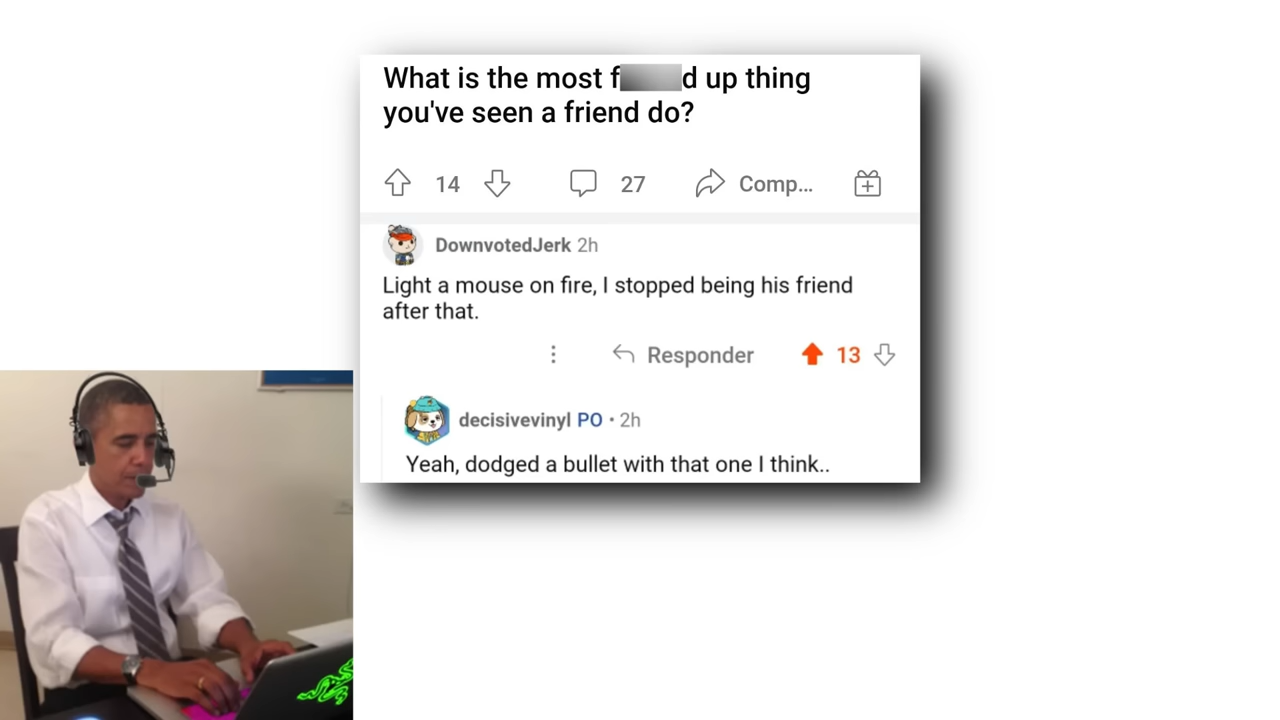 What is the most f d up thing
you've seen a friend do?
14
27
Comp...
DownvotedJerk 2h
Light a mouse on fire, I stopped being his friend
after that.
Responder
13
decisivevinyl PO · 2h
Yeah, dodged a bullet with that one I think..